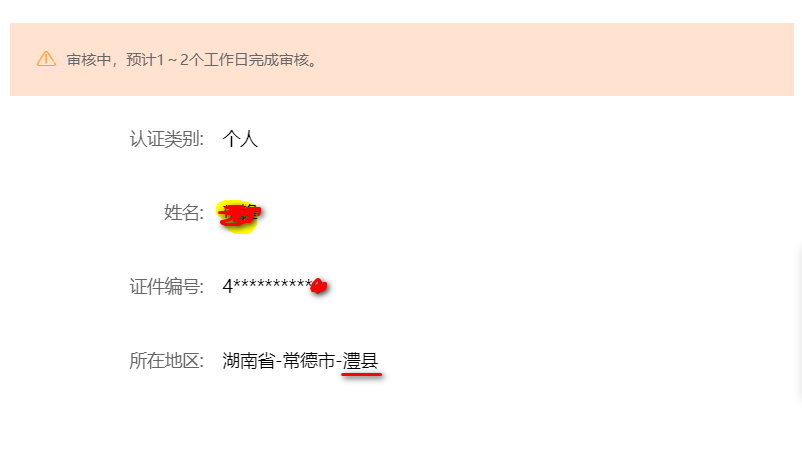 审核中，预计1～2个工作日完成审核。
认证类别: 个人
姓名:
证件编号: 4**********
所在地区: 湖南省-常德市-澧县